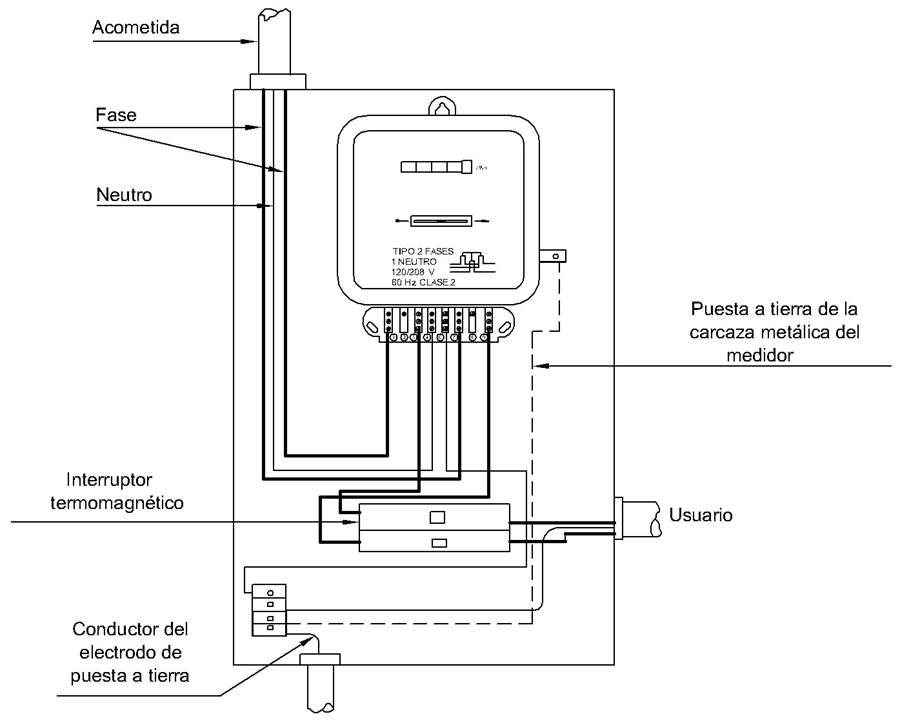 Acometida
Fase
Neutro
TIPO 2 FASES
1 NEUTRO
120/208 V
60 Hz CLASE 2
Puesta a tierra de la
carcaza metálica del
medidor
Interruptor
termomagnético
Usuario
Conductor del
electrodo de
puesta a tierra